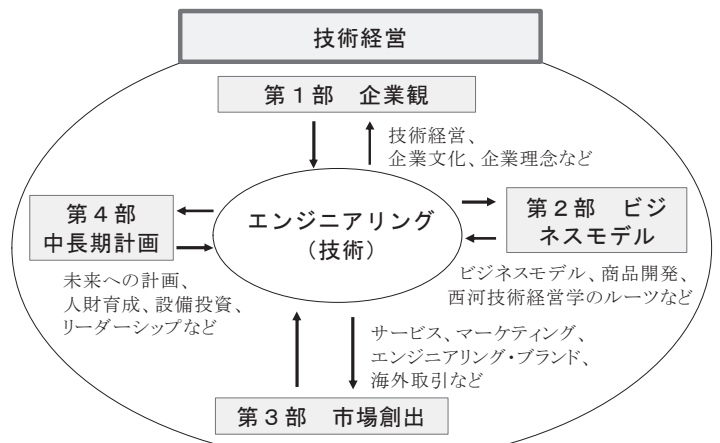 技術経営
第１部　企業観
技術経営、
企業文化、企業理念など
エンジニアリング
（技術）
第２部　ビジ
ネスモデル
ビジネスモデル、商品開発、
西河技術経営学のルーツなど
第４部
中長期計画
未来への計画、
人財育成、設備投資、
リーダーシップなど
サービス、マーケティング、
エンジニアリング・ブランド、
海外取引など
第３部　市場創出